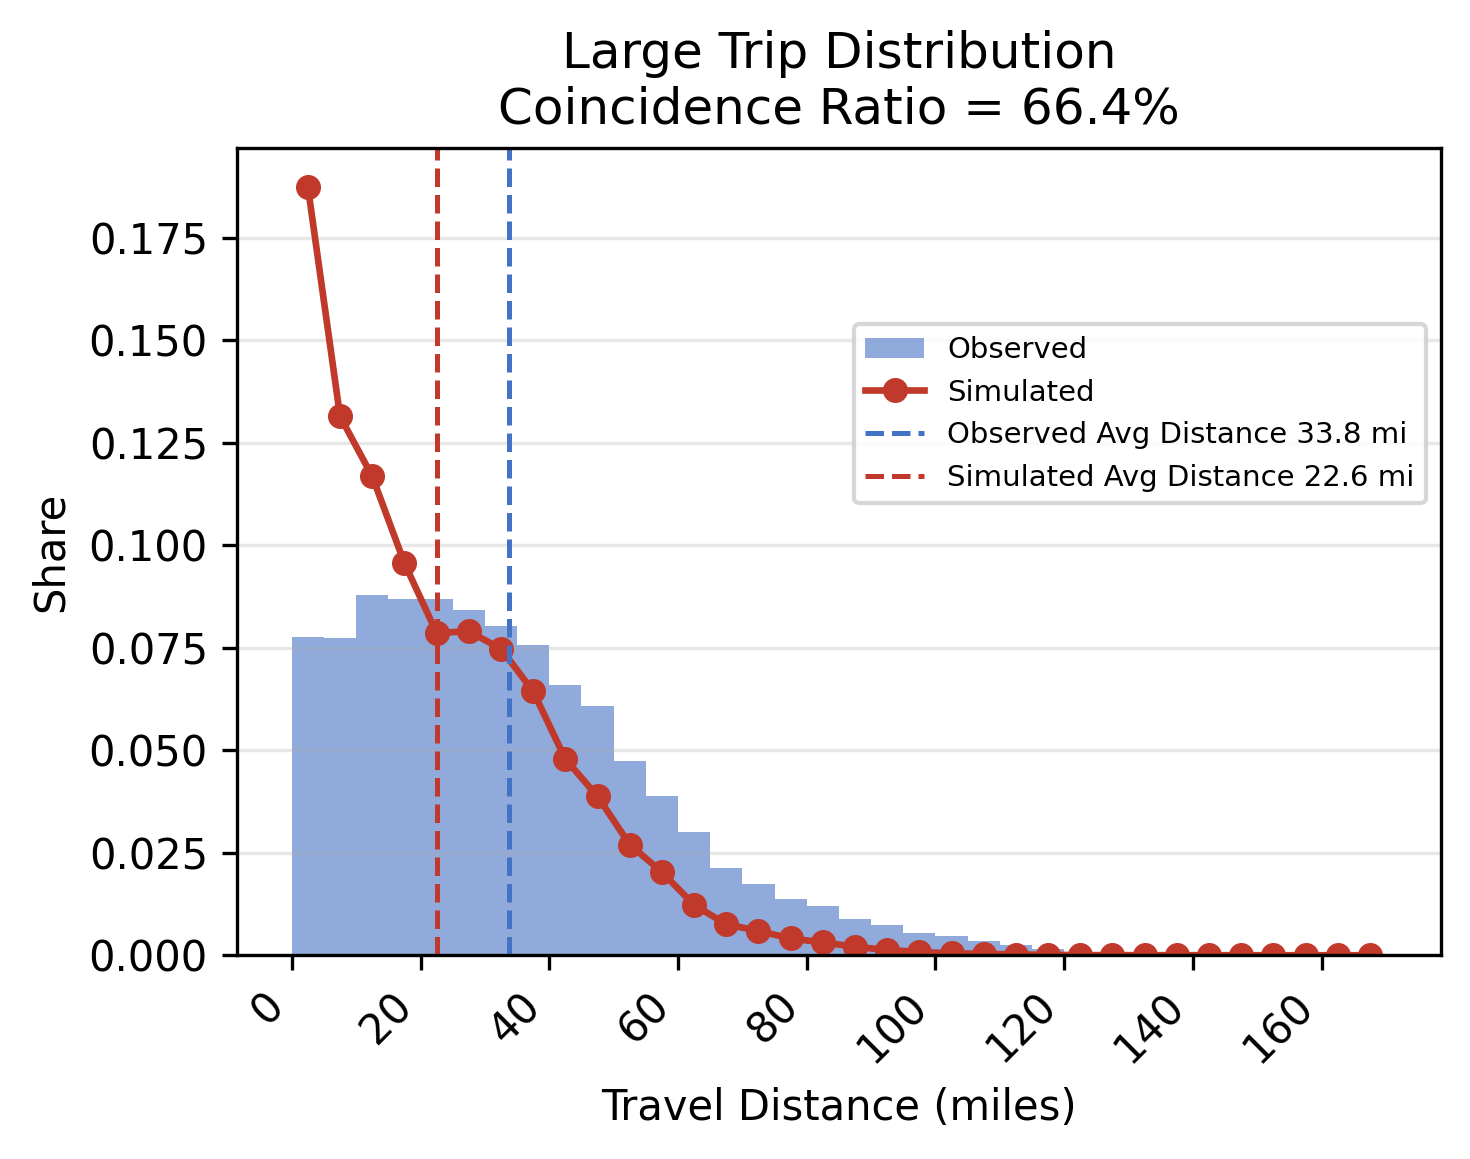 Large Trip Distribution
Coincidence Ratio = 66.4%
Share
0.175
0.150
0.125
0.100
0.075
0.050
0.025
0.000
Observed
Simulated
Observed Avg Distance 33.8 mi
Simulated Avg Distance 22.6 mi
0
20
40
60
80
100
120
140
160
Travel Distance (miles)